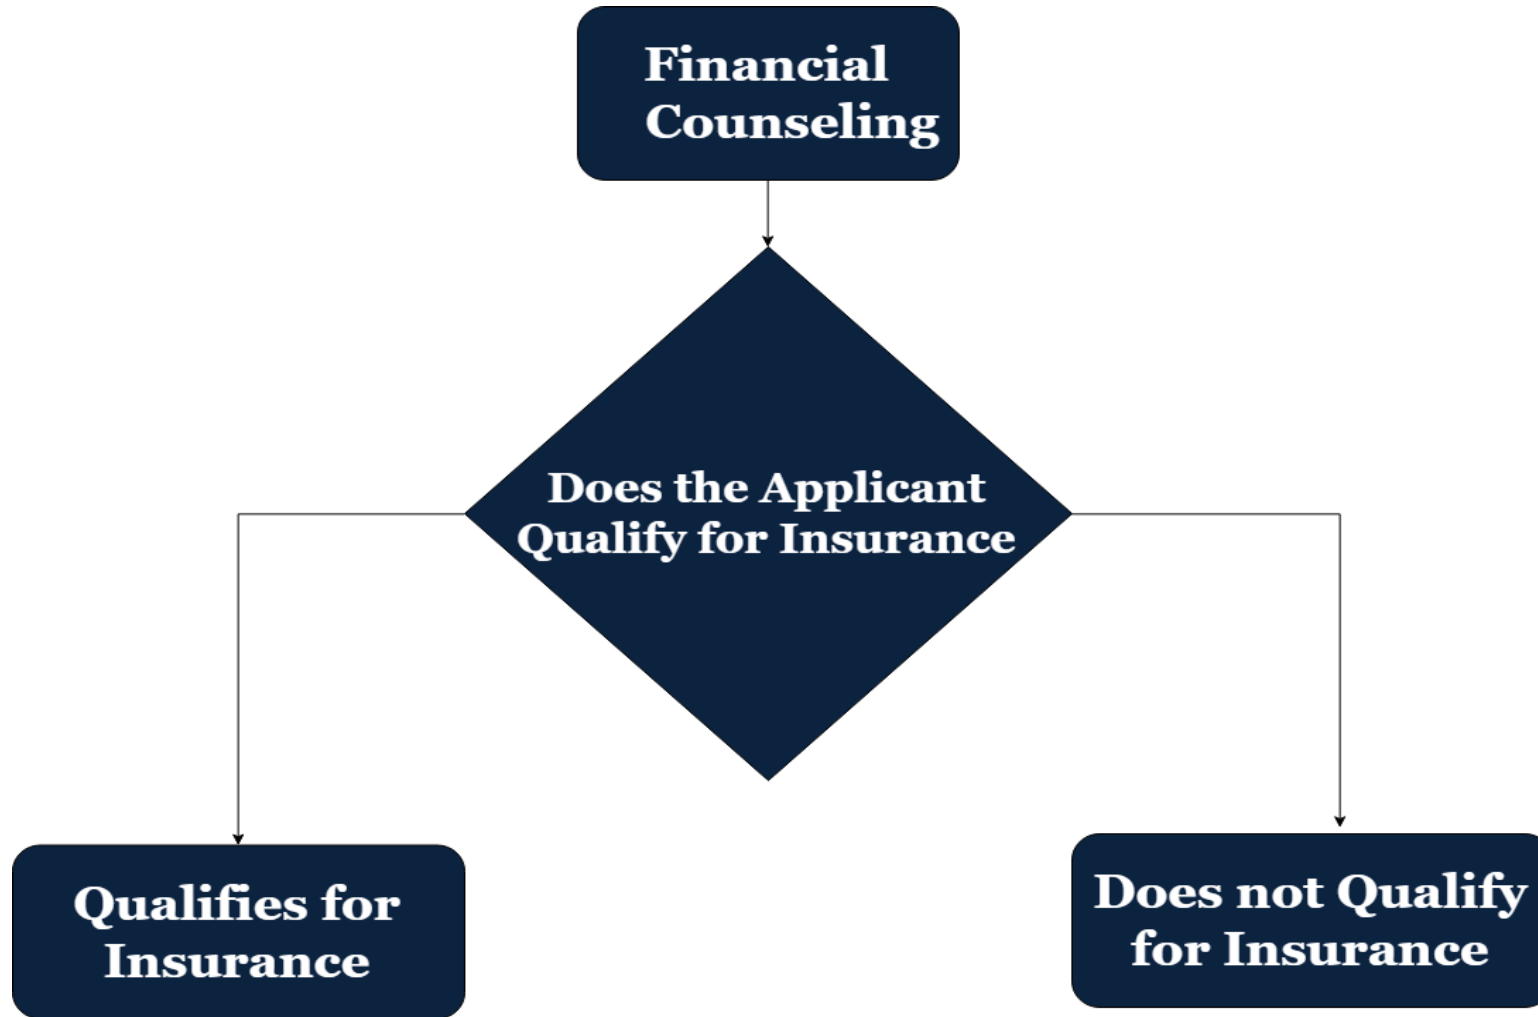 Financial
Counseling
Does the Applicant
Qualify for Insurance
Qualifies for
Insurance
Does not Qualify
for Insurance